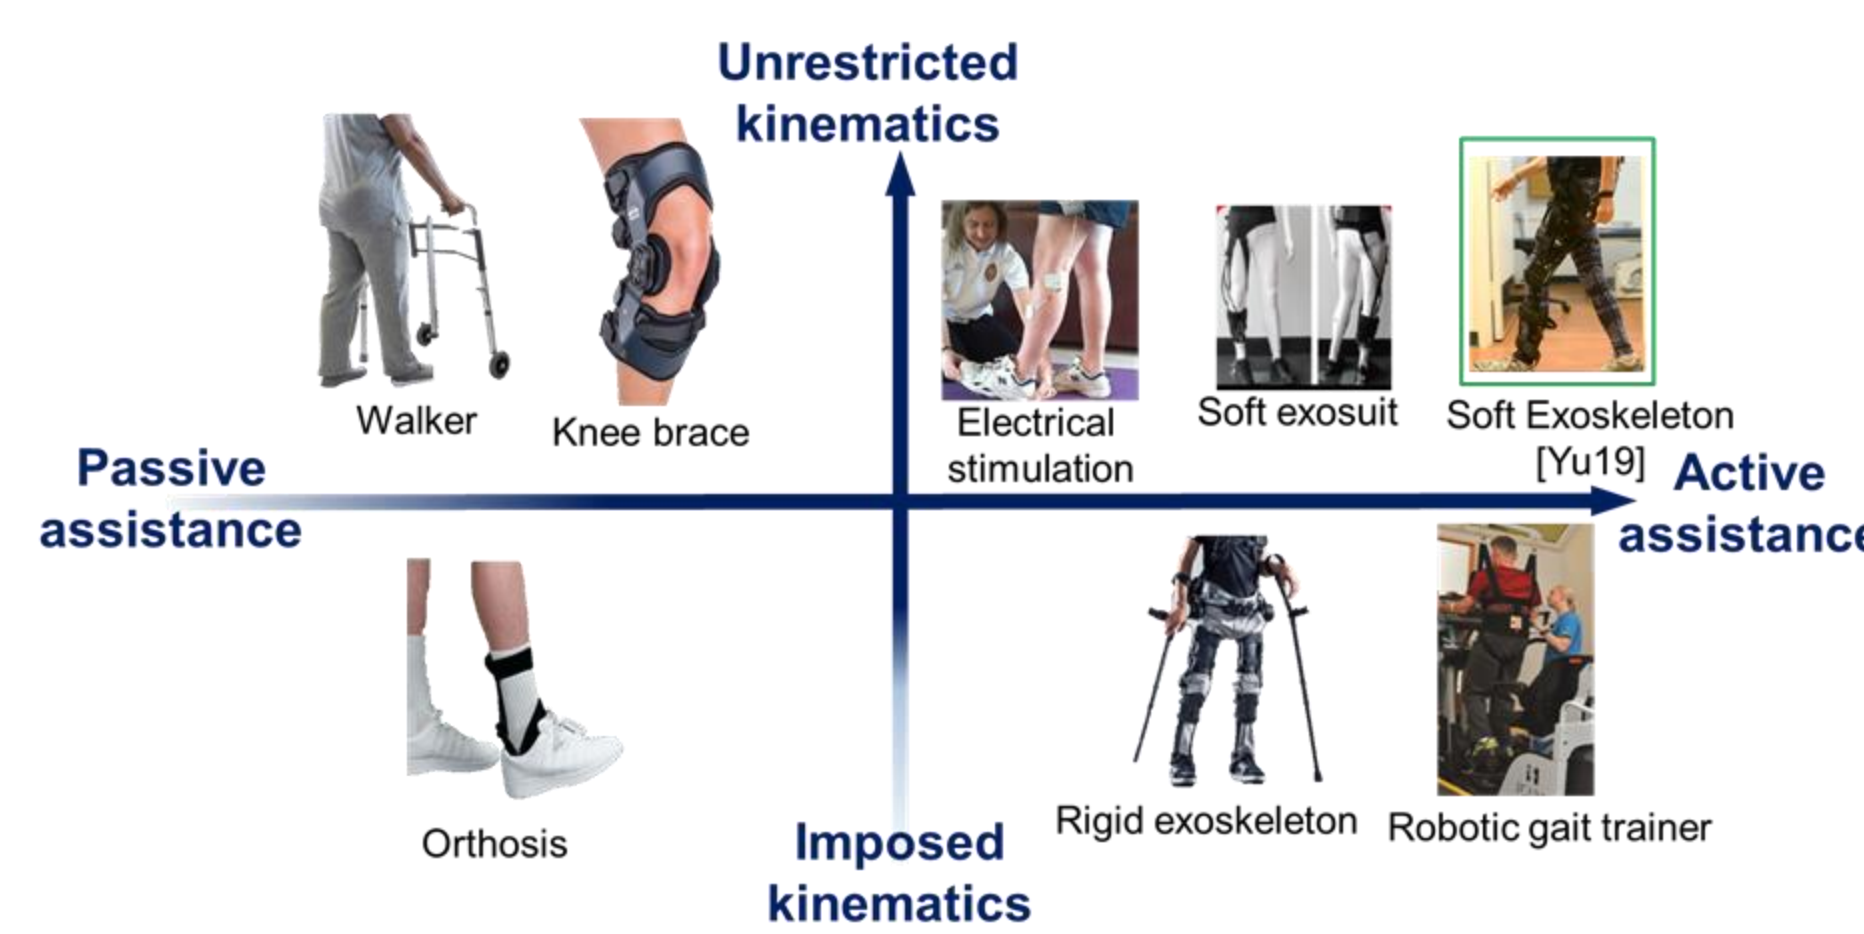 Unrestricted
kinematics
Walker
Knee brace
Electrical
stimulation
Soft exosuit
Soft Exoskeleton
[Yu19]
Passive
assistance
Active
assistance
Orthosis
Rigid exoskeleton
Robotic gait trainer
Imposed
kinematics